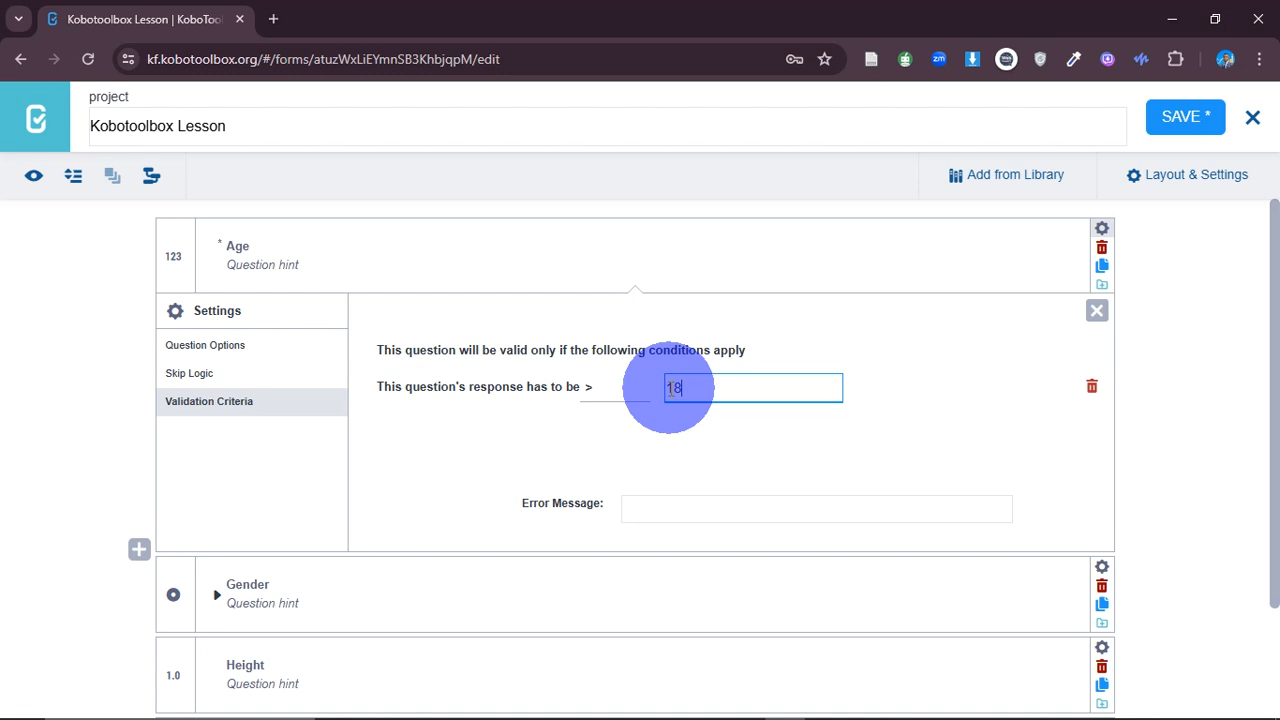 Kobotoolbox Lesson | KoboToo
kf.kobotoolbox.org/#/forms/atuzWxLiEYmnSB3KhbjqpM/edit
zm
project
Kobotoolbox Lesson
SAVE *
Add from Library
Layout & Settings
123
* Age
Question hint
Settings
Question Options
Skip Logic
Validation Criteria
This question will be valid only if the following conditions apply
This question's response has to be > 18
Error Message:
Gender
Question hint
1.0
Height
Question hint